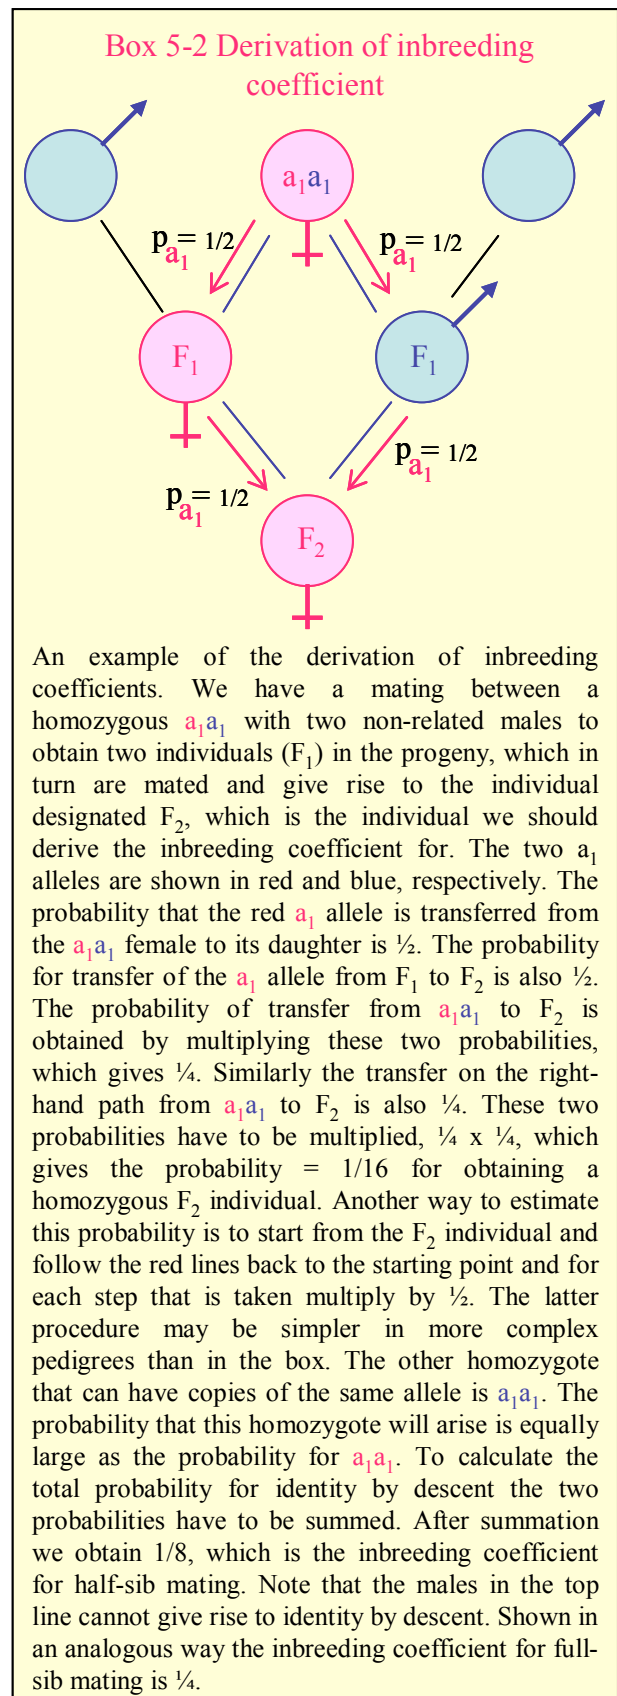 Box 5-2 Derivation of inbreeding
coefficient
a₁a₁
pₐ₁ = 1/2
pₐ₁ = 1/2
F₁
F₁
pₐ₁ = 1/2
pₐ₁ = 1/2
F₂
An example of the derivation of inbreeding
coefficients. We have a mating between a
homozygous a₁a₁ with two non-related males to
obtain two individuals (F₁) in the progeny, which in
turn are mated and give rise to the individual
designated F₂, which is the individual we should
derive the inbreeding coefficient for. The two a₁
alleles are shown in red and blue, respectively. The
probability that the red a₁ allele is transferred from
the a₁a₁ female to its daughter is ½. The probability
for transfer of the a₁ allele from F₁ to F₂ is also ½.
The probability of transfer from a₁a₁ to F₂ is
obtained by multiplying these two probabilities,
which gives ¼. Similarly the transfer on the right-
hand path from a₁a₁ to F₂ is also ¼. These two
probabilities have to be multiplied, ¼ x ¼, which
gives the probability = 1/16 for obtaining a
homozygous F₂ individual. Another way to estimate
this probability is to start from the F₂ individual and
follow the red lines back to the starting point and for
each step that is taken multiply by ½. The latter
procedure may be simpler in more complex
pedigrees than in the box. The other homozygote
that can have copies of the same allele is a₁a₁. The
probability that this homozygote will arise is equally
large as the probability for a₁a₁. To calculate the
total probability for identity by descent the two
probabilities have to be summed. After summation
we obtain 1/8, which is the inbreeding coefficient
for half-sib mating. Note that the males in the top
line cannot give rise to identity by descent. Shown in
an analogous way the inbreeding coefficient for full-
sib mating is ¼.